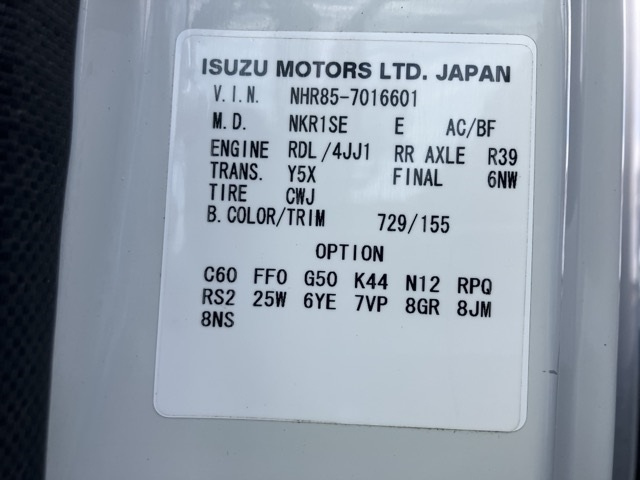 ISUZU MOTORS LTD. JAPAN
V.I.N. NHR85-7016601
M.D. NKR1SE E AC/BF
ENGINE RDL/4JJ1 RR AXLE R39
TRANS. Y5X FINAL 6NW
TIRE CWJ
B.COLOR/TRIM 729/155
OPTION
C60 FF0 G50 K44 N12 RPQ
RS2 25W 6YE 7VP 8GR 8JM
8NS